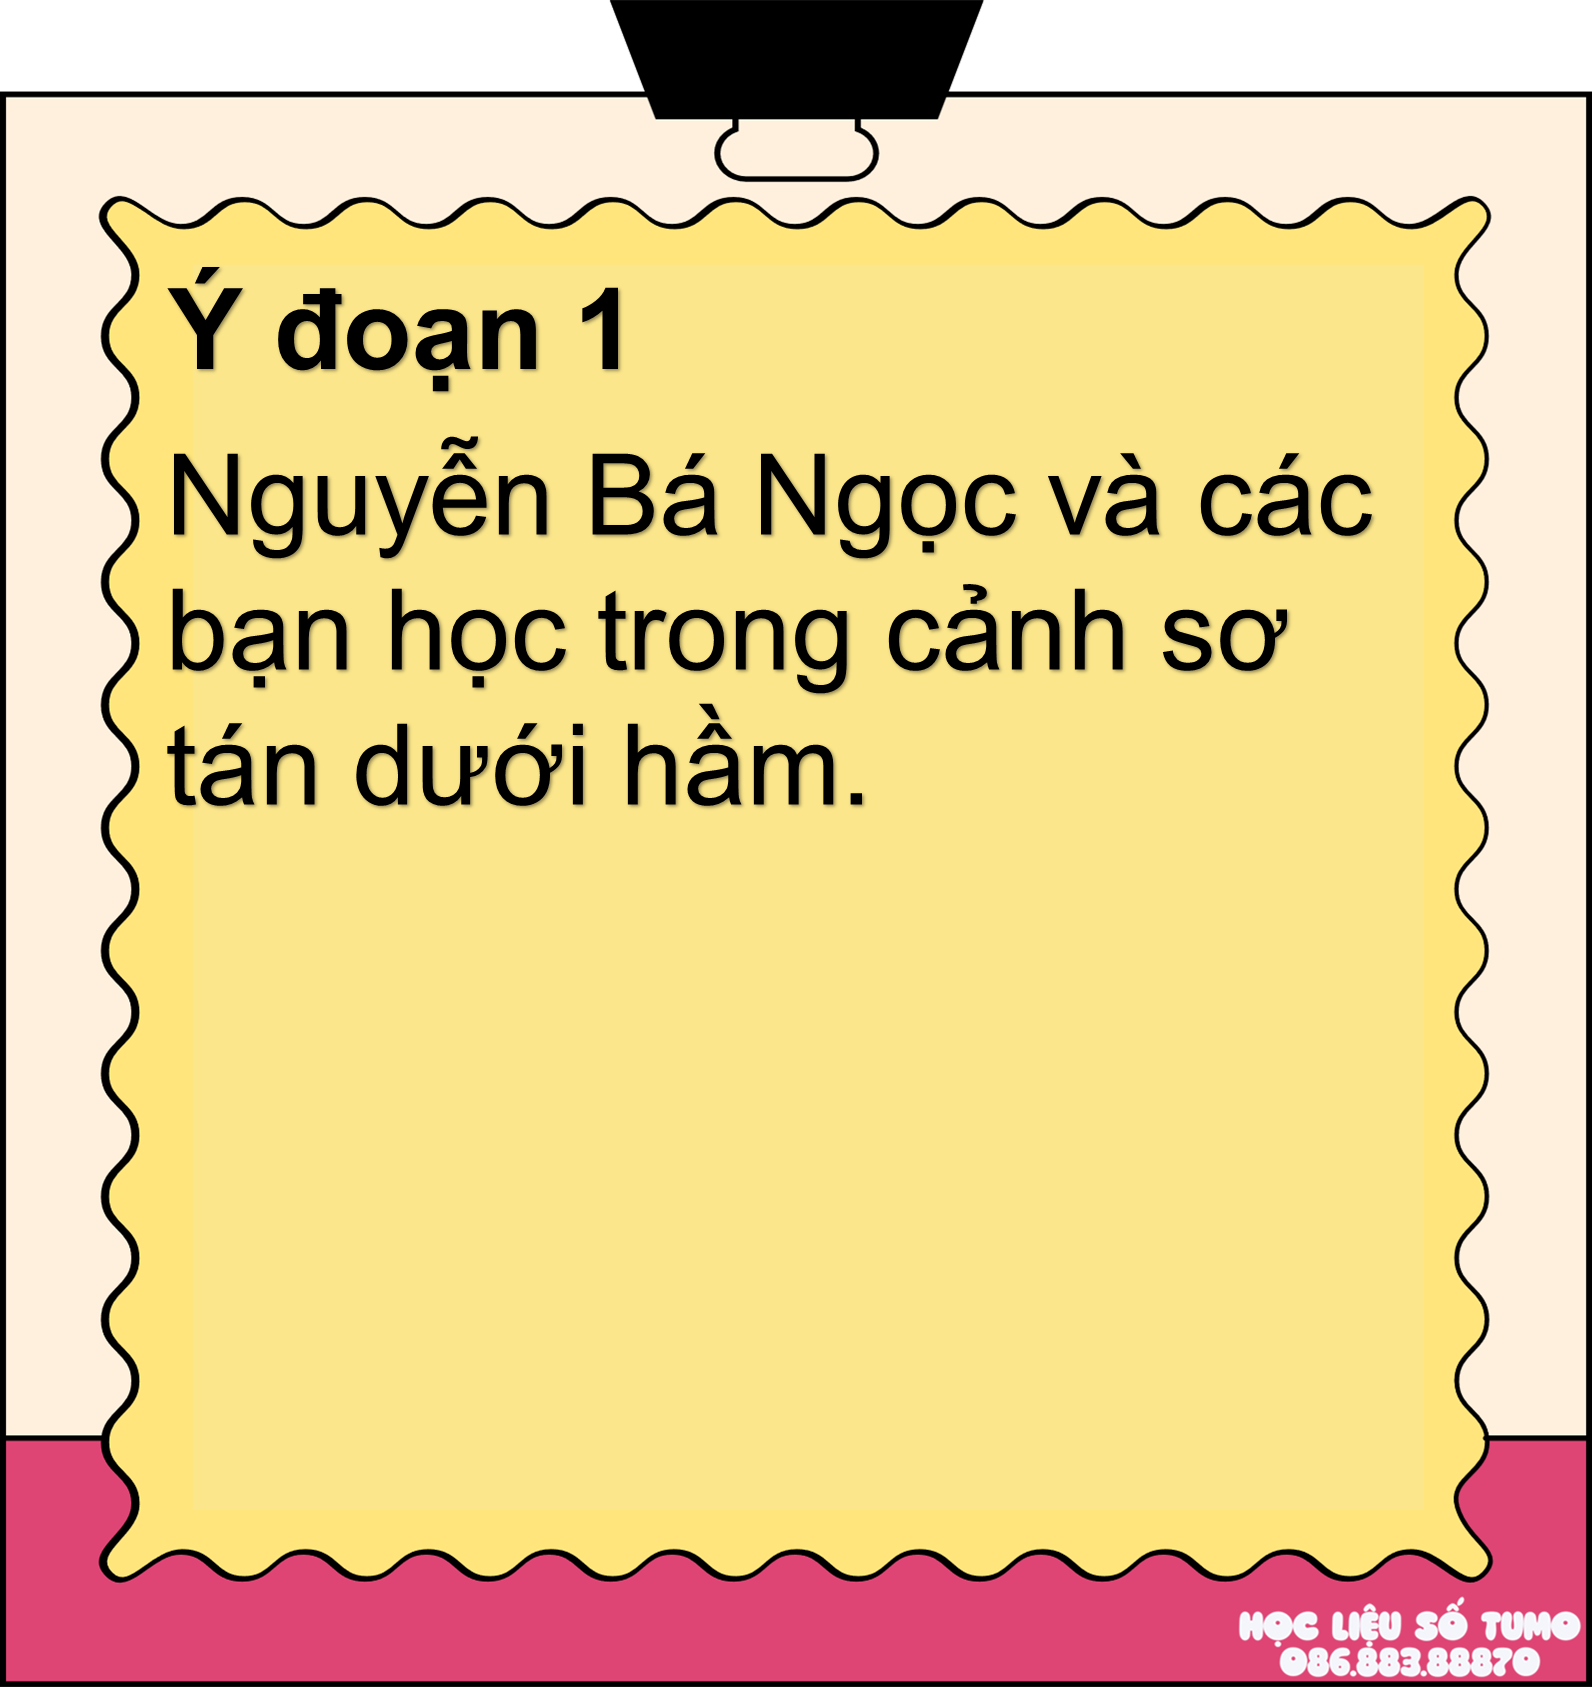 Ý đoạn 1
Nguyễn Bá Ngọc và các
bạn học trong cảnh sơ
tán dưới hầm.
HỌC LIỆU SỐ TUMO
086.883.88870